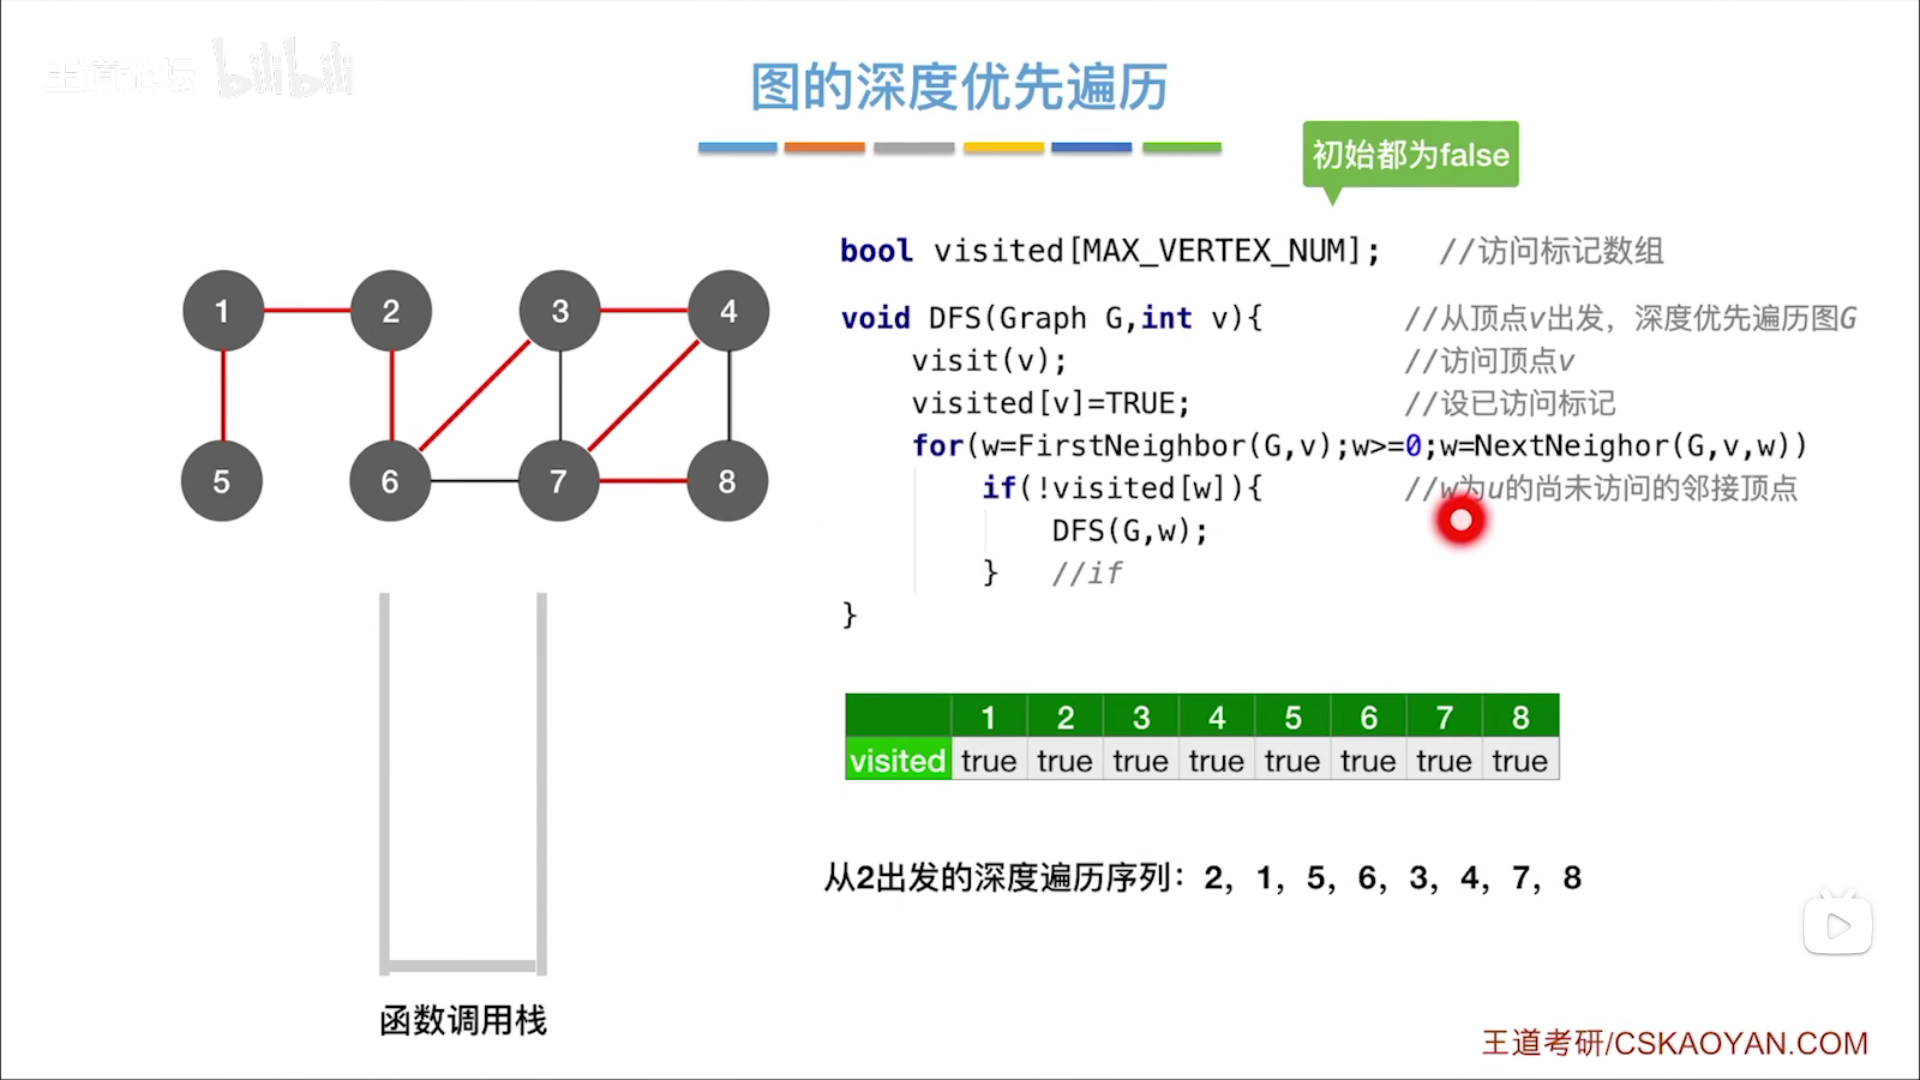 王道论坛 bilibili
图的深度优先遍历
初始都为false
bool visited[MAX_VERTEX_NUM]; //访问标记数组
void DFS(Graph G,int v){ //从顶点v出发，深度优先遍历图G
visit(v); //访问顶点v
visited[v]=TRUE; //设已访问标记
for(w=FirstNeighbor(G,v);w>=0;w=NextNeighor(G,v,w))
if(!visited[w]){ //w为u的尚未访问的邻接顶点
DFS(G,w);
} //if
}
1 2 3 4
5 6 7 8
1 2 3 4 5 6 7 8
visited true true true true true true true true
从2出发的深度遍历序列：2，1，5，6，3，4，7，8
函数调用栈
王道考研/CSKAOYAN.COM